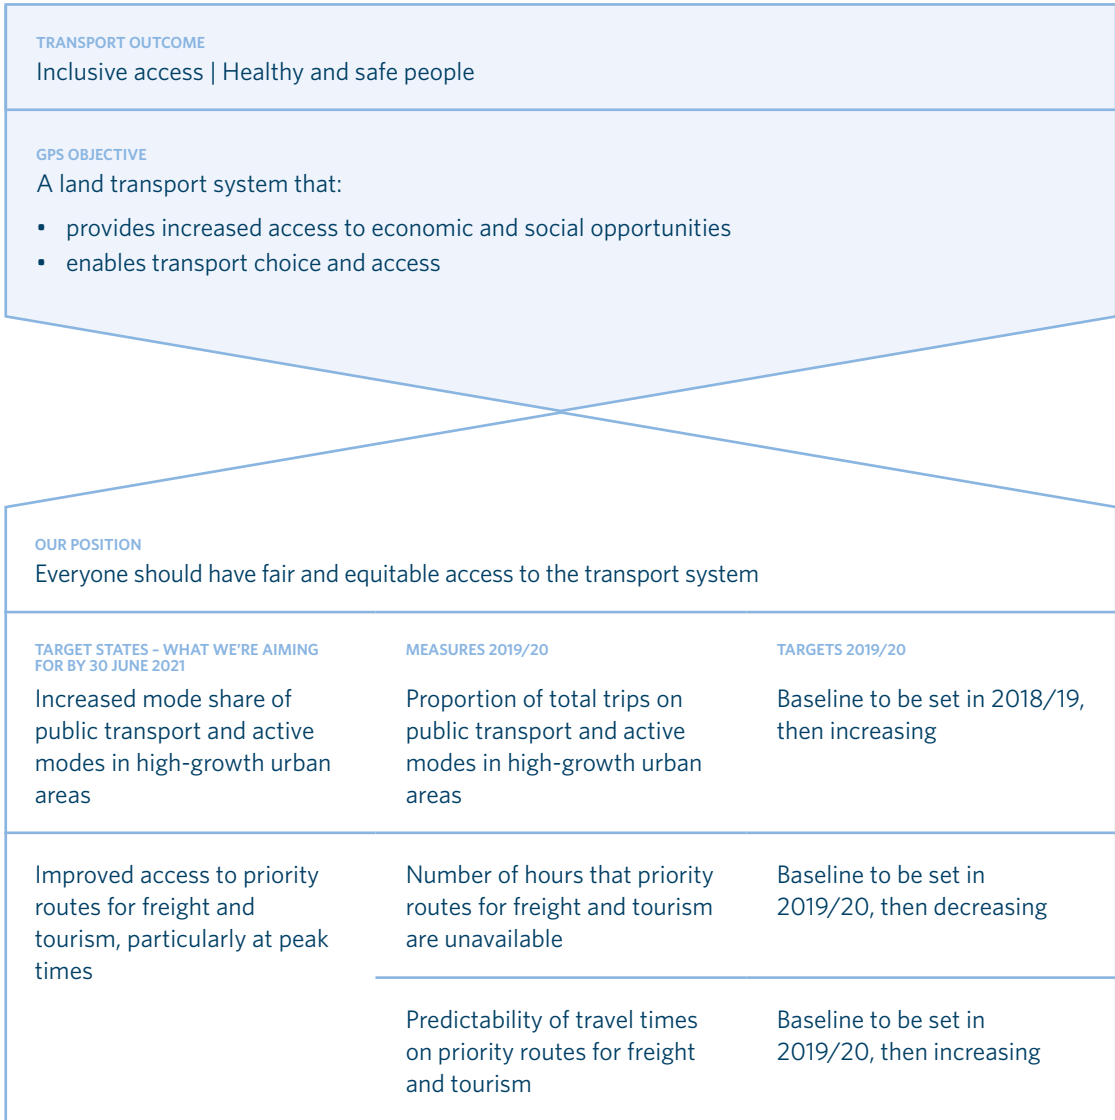 TRANSPORT OUTCOME
Inclusive access | Healthy and safe people
GPS OBJECTIVE
A land transport system that:
• provides increased access to economic and social opportunities
• enables transport choice and access
OUR POSITION
Everyone should have fair and equitable access to the transport system
TARGET STATES – WHAT WE'RE AIMING
FOR BY 30 JUNE 2021
MEASURES 2019/20
TARGETS 2019/20
Increased mode share of
public transport and active
modes in high-growth urban
areas
Proportion of total trips on
public transport and active
modes in high-growth urban
areas
Baseline to be set in 2018/19,
then increasing
Improved access to priority
routes for freight and
tourism, particularly at peak
times
Number of hours that priority
routes for freight and tourism
are unavailable
Baseline to be set in
2019/20, then decreasing
Predictability of travel times
on priority routes for freight
and tourism
Baseline to be set in
2019/20, then increasing